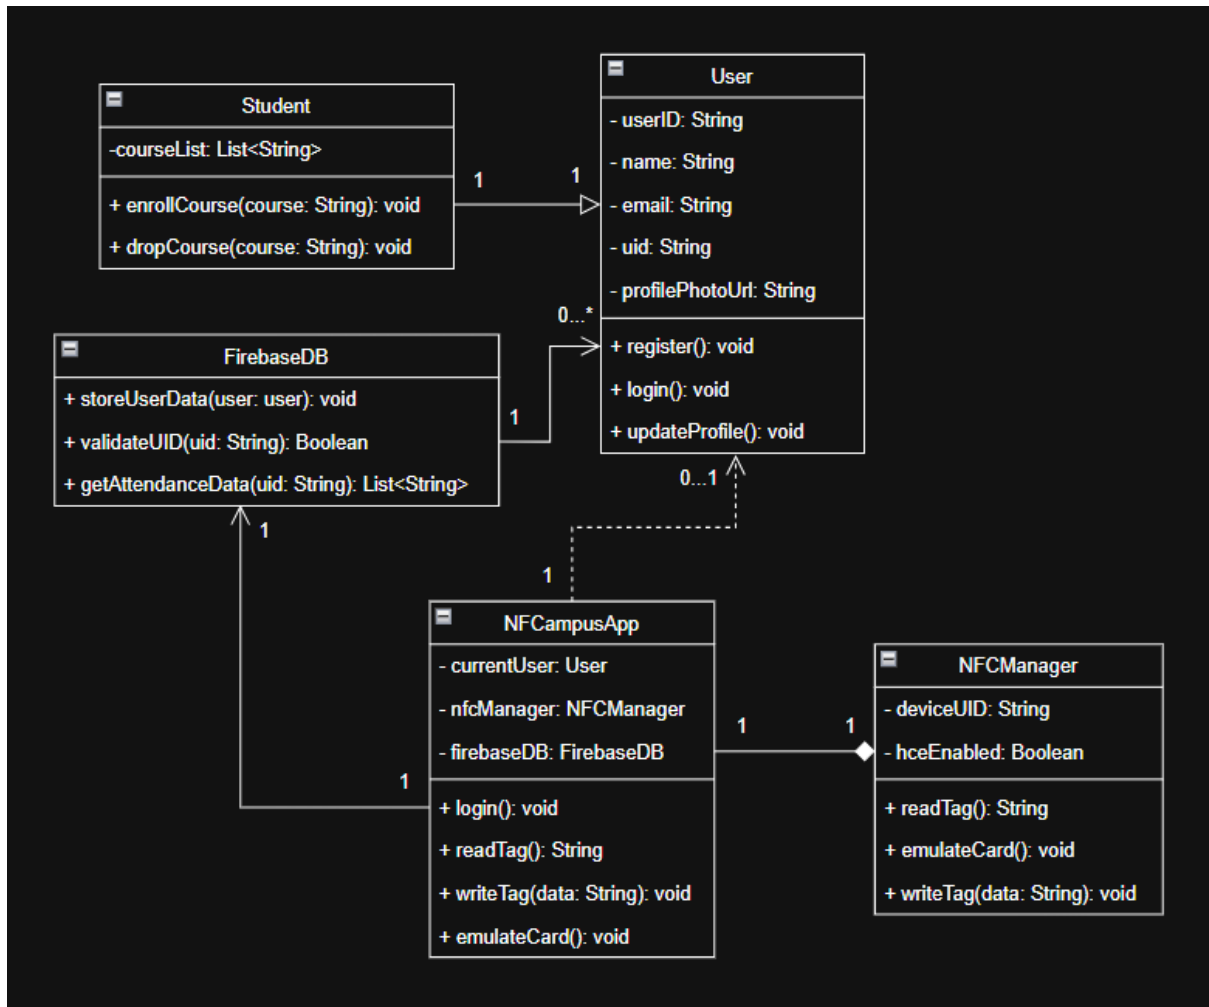 Student
-courseList: List<String>
+ enrollCourse(course: String): void
+ dropCourse(course: String): void
1
1
User
- userID: String
- name: String
- email: String
- uid: String
- profilePhotoUrl: String
+ register(): void
+ login(): void
+ updateProfile(): void
0...*
1
FirebaseDB
+ storeUserData(user: user): void
+ validateUID(uid: String): Boolean
+ getAttendanceData(uid: String): List<String>
1
0...1
1
1
NFCampusApp
- currentUser: User
- nfcManager: NFCManager
- firebaseDB: FirebaseDB
+ login(): void
+ readTag(): String
+ writeTag(data: String): void
+ emulateCard(): void
1
1
NFCManager
- deviceUID: String
- hceEnabled: Boolean
+ readTag(): String
+ emulateCard(): void
+ writeTag(data: String): void